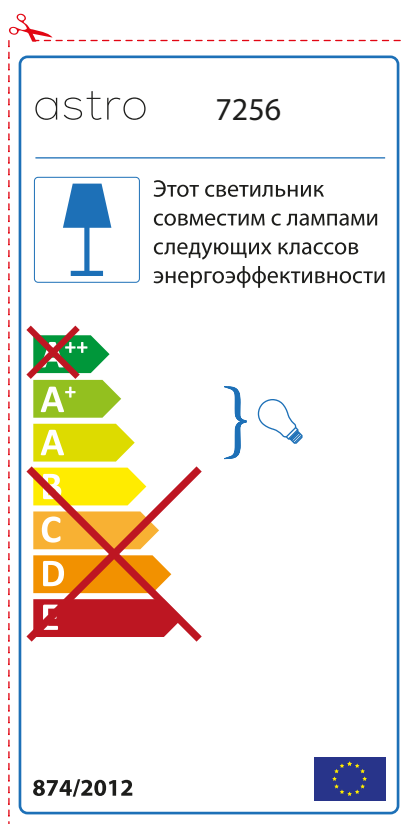 astro 7256
Этот светильник
совместим с лампами
следующих классов
энергоэффективности
A++
A+
A
B
C
D
E
874/2012